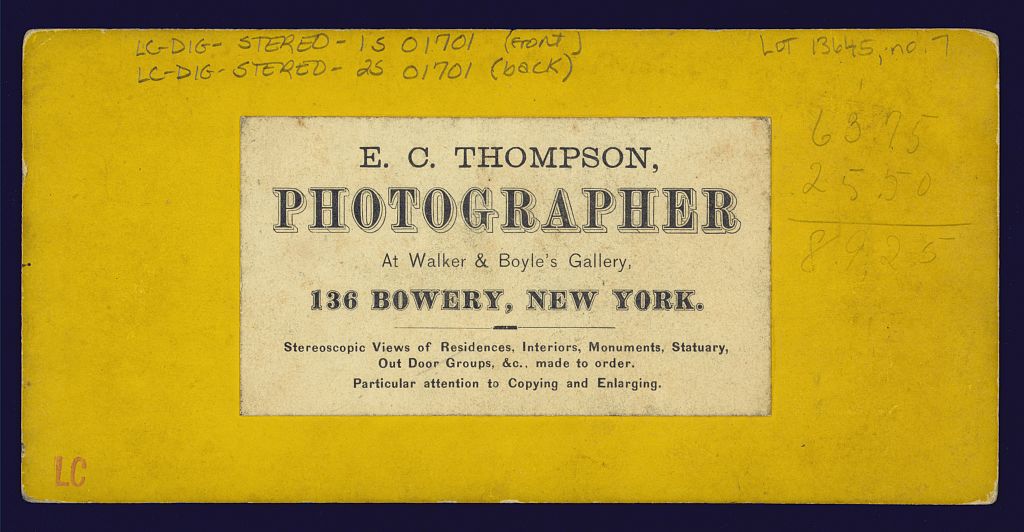 LC-DIG- STEREO- 1S 01701 (front)
LC-DIG- STEREO- 2S 01701 (back)
LOT 13645, no. 7
63.75
25.50
89,25
E. C. THOMPSON,
PHOTOGRAPHER
At Walker & Boyle's Gallery,
136 BOWERY, NEW YORK.
Stereoscopic Views of Residences, Interiors, Monuments, Statuary,
Out Door Groups, &c., made to order.
Particular attention to Copying and Enlarging.
LC